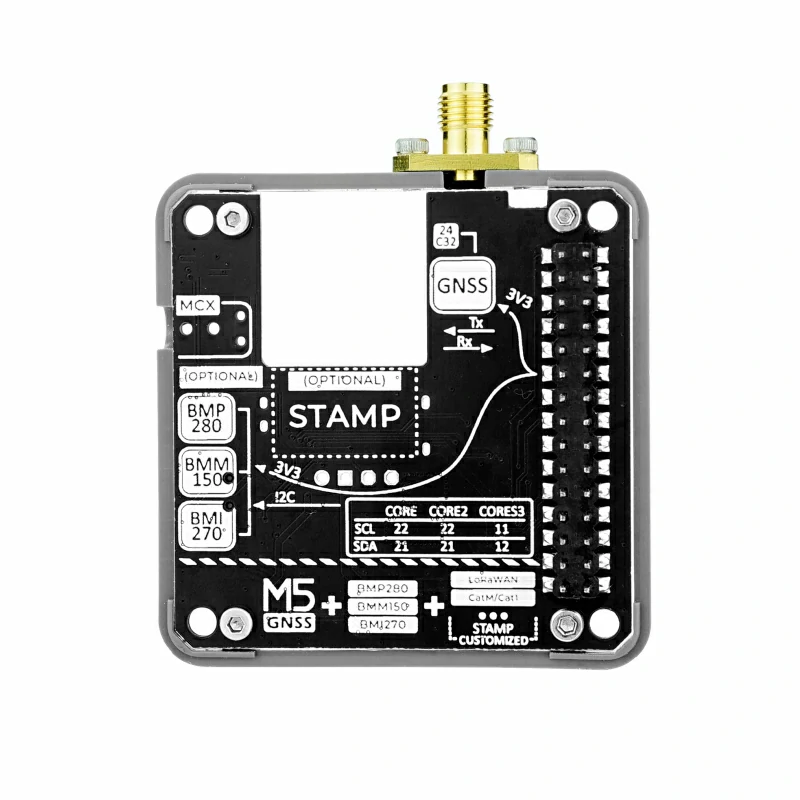 24
C32
GNSS
3V3
MCX
Tx
Rx
(OPTIONAL)
(OPTIONAL)
STAMP
BMP
280
BMM
150
BMI
270
3V3
I2C
CORE CORE2 CORES3
SCL 22 22 11
SDA 21 21 12
M5
GNSS
+
BMP280
BMM150
BMI270
+
LoRaWAN
CatM/Cat1
STAMP
CUSTOMIZED